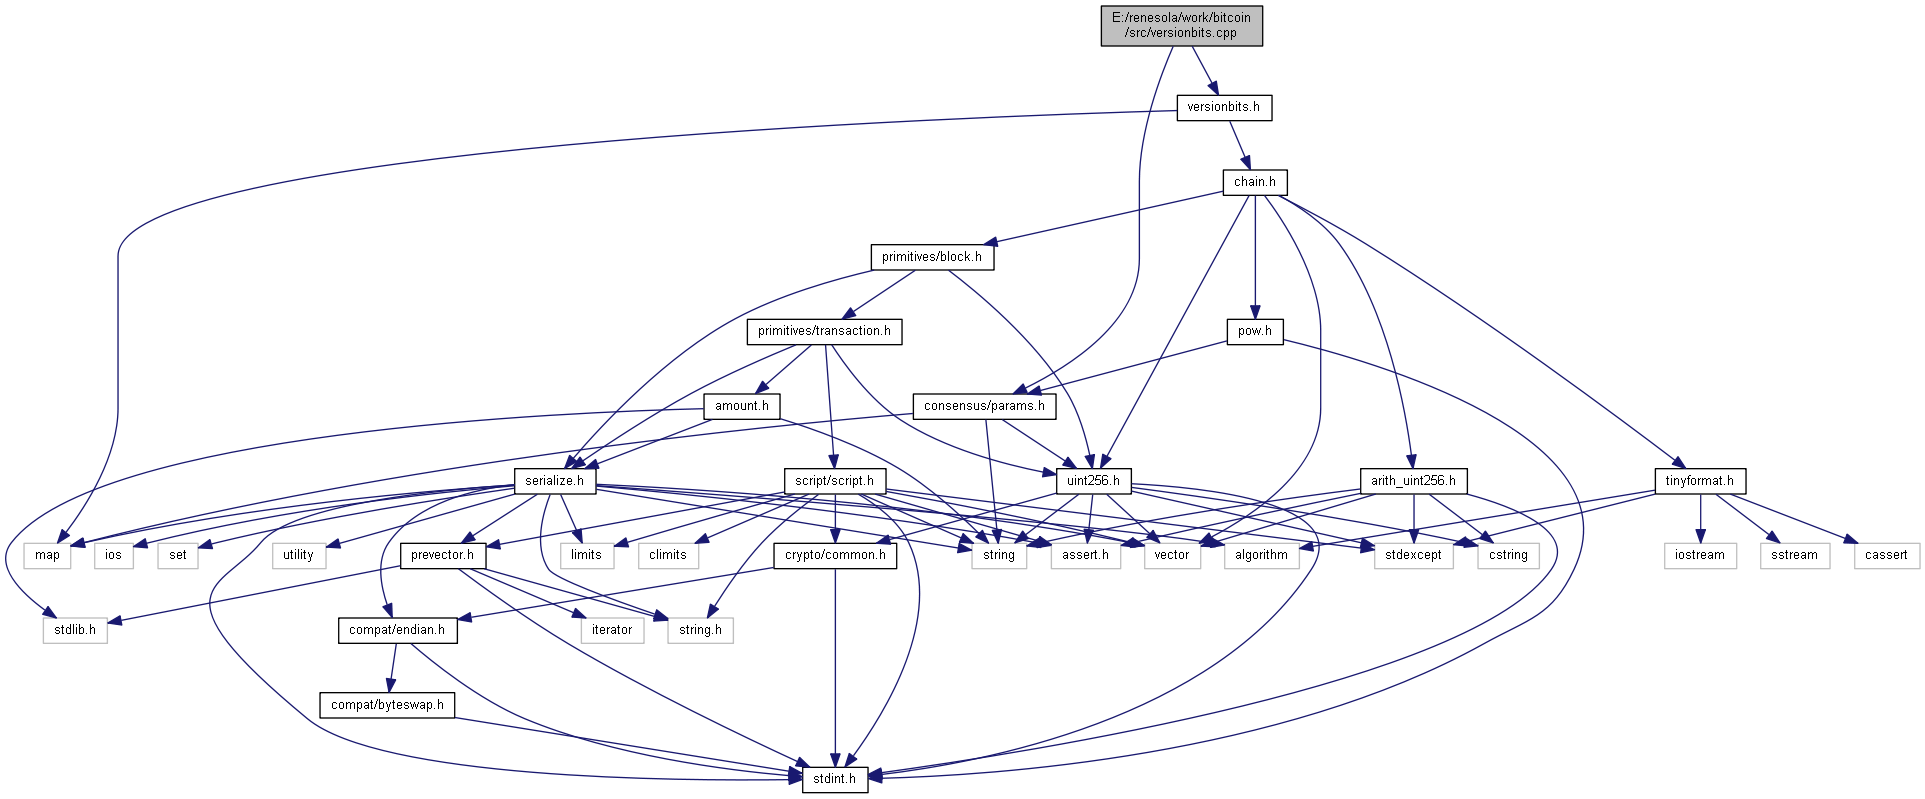 E:/renesola/work/bitcoin
/src/versionbits.cpp
versionbits.h
chain.h
primitives/block.h
primitives/transaction.h
pow.h
amount.h
consensus/params.h
serialize.h
script/script.h
uint256.h
arith_uint256.h
tinyformat.h
map
ios
set
utility
prevector.h
limits
climits
crypto/common.h
string
assert.h
vector
algorithm
stdexcept
cstring
iostream
sstream
cassert
stdlib.h
compat/endian.h
iterator
string.h
compat/byteswap.h
stdint.h